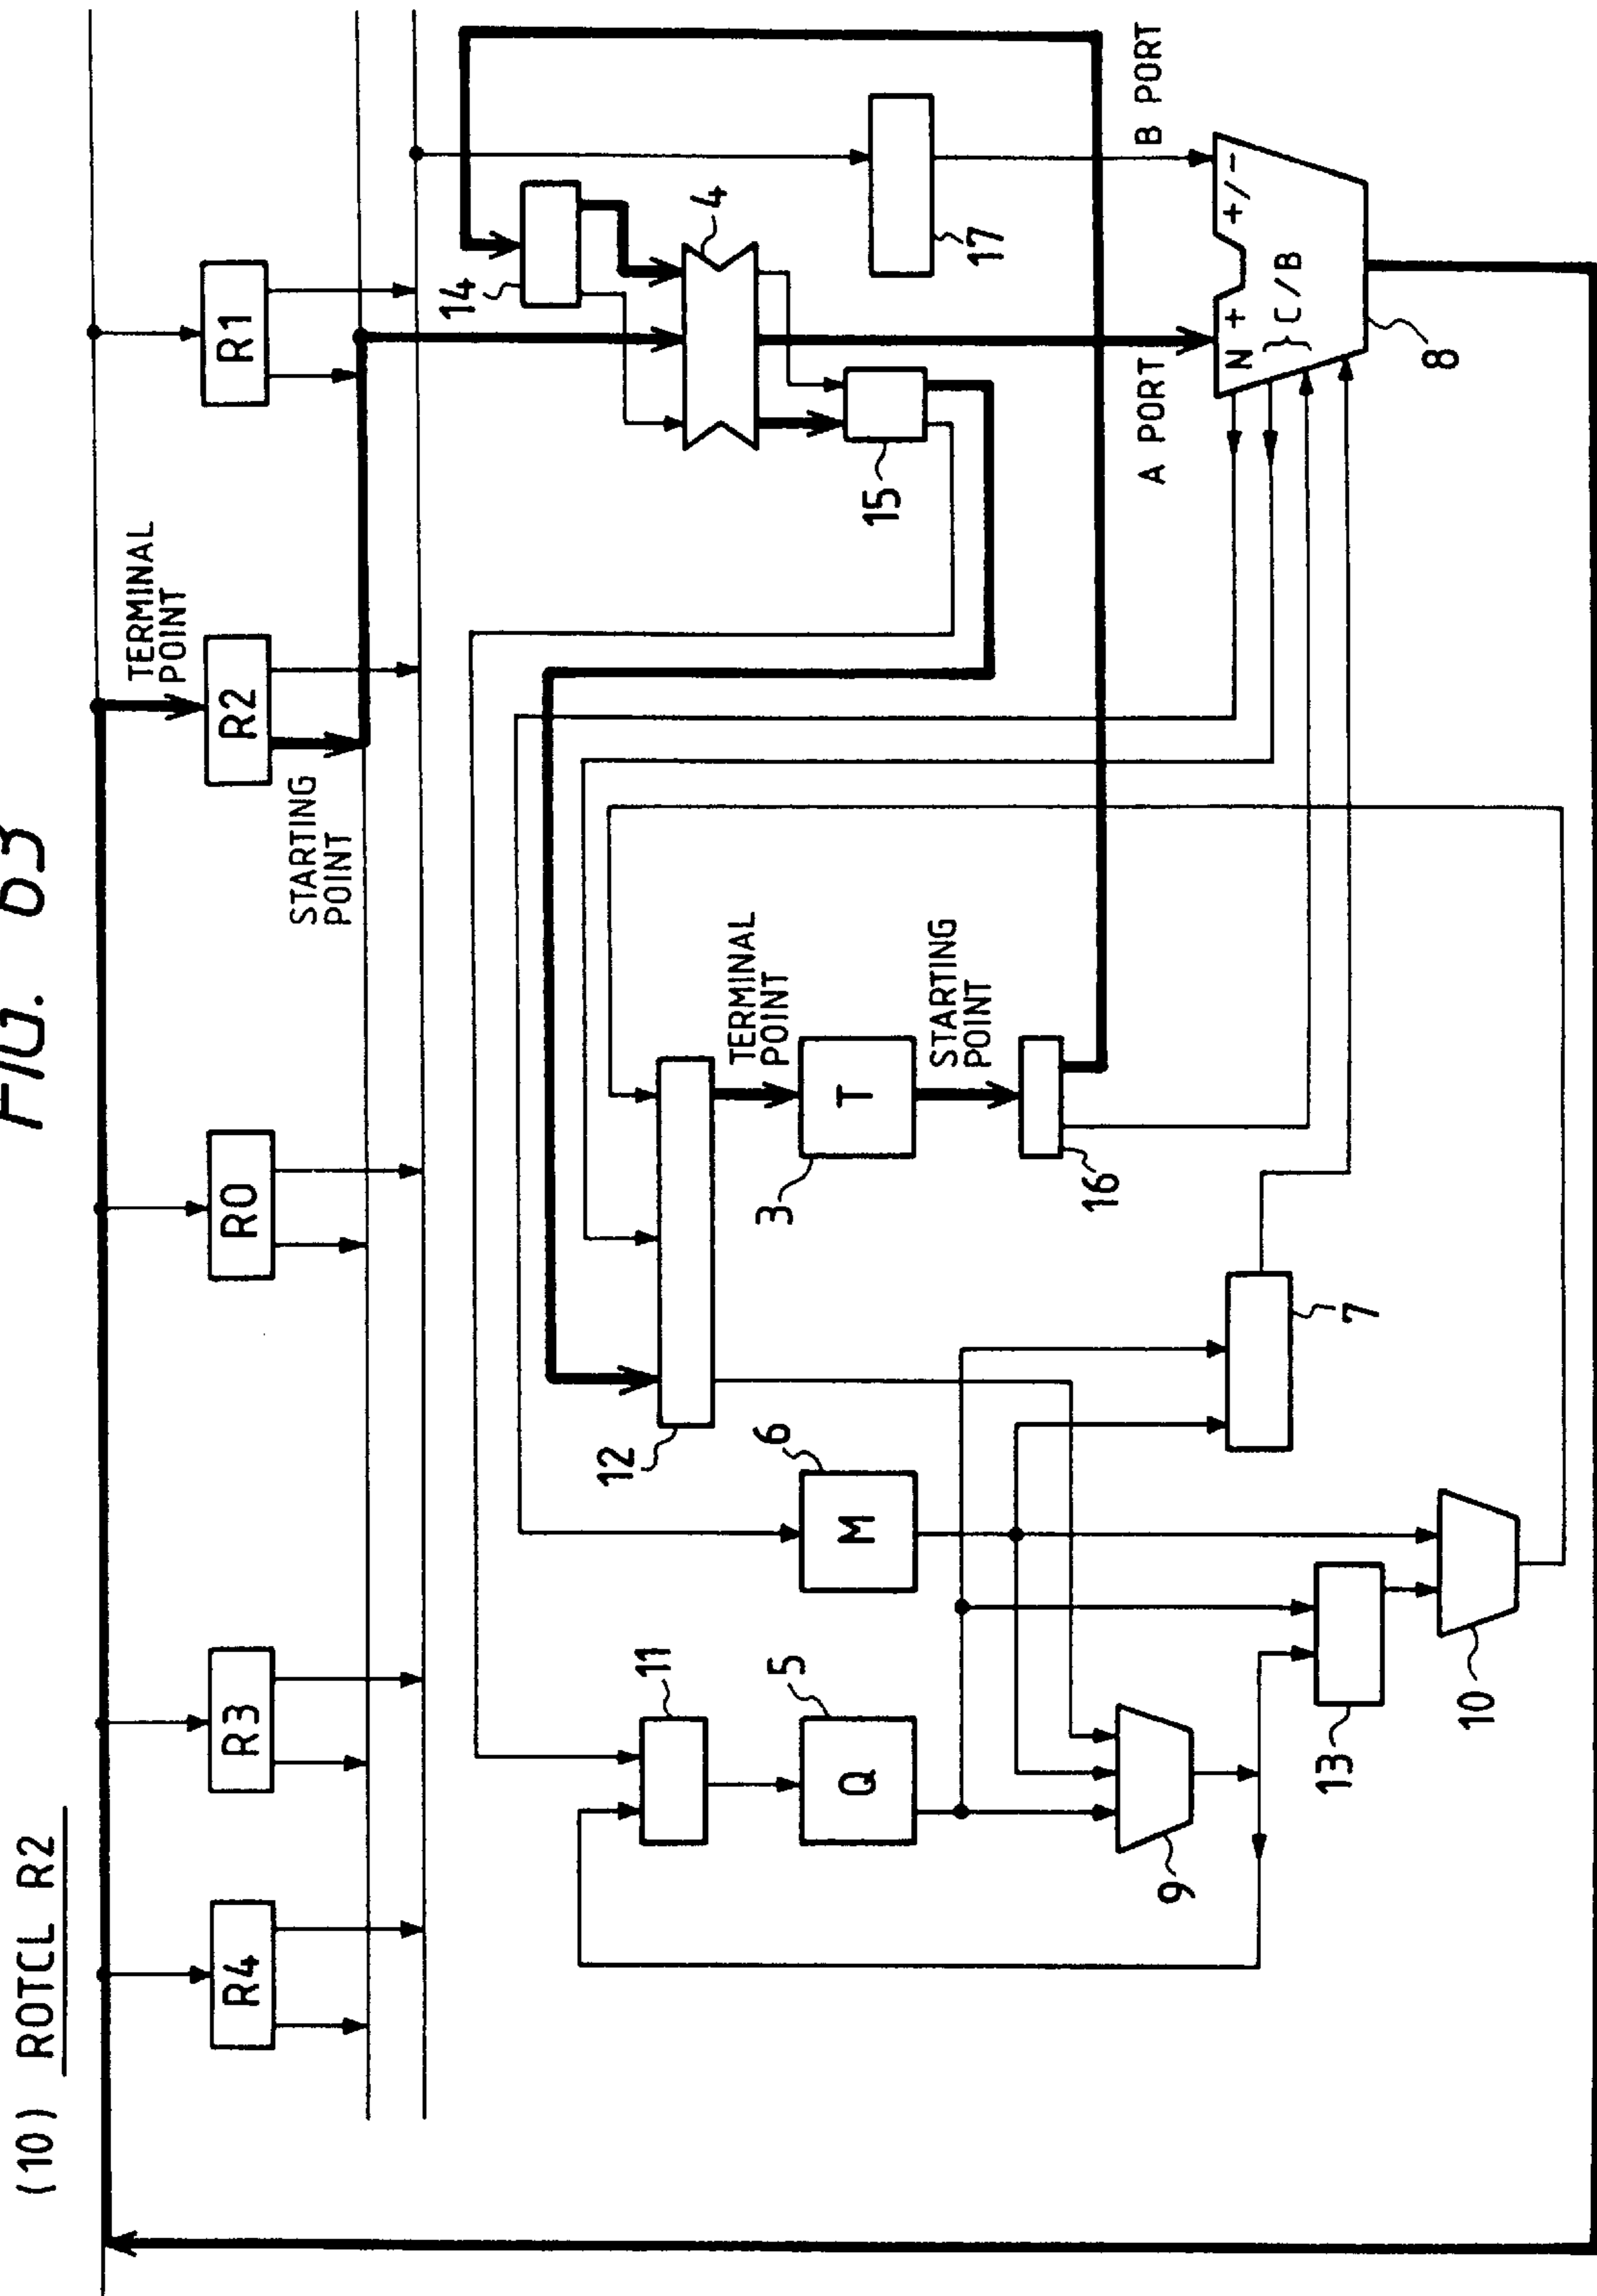 FIG.
(10) ROTCL R2
TERMINAL
POINT
R4
R3
R0
R2
R1
STARTING
POINT
14
4
12
11
15
17
6
5
TERMINAL
POINT
3
Q
M
T
STARTING
POINT
16
A PORT
B PORT
9
7
N + +/-
} C/B
13
10
8